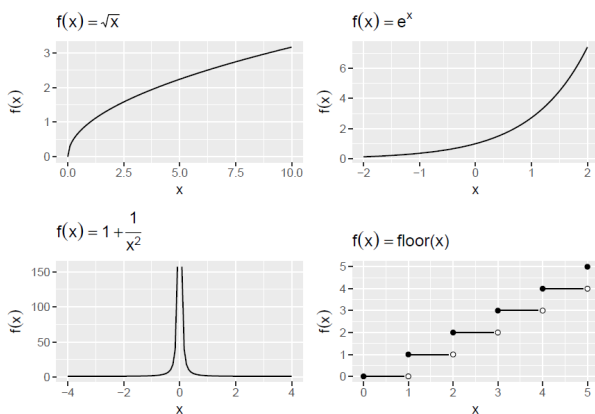 f(x) = √x
f(x) = eˣ
3
2
1
0
f(x)
0.0 2.5 5.0 7.5 10.0
x
6
4
2
0
f(x)
−2 −1 0 1 2
x
f(x) = 1 + 1/x²
f(x) = floor(x)
150
100
50
0
f(x)
−4 −2 0 2 4
x
5
4
3
2
1
0
f(x)
0 1 2 3 4 5
x